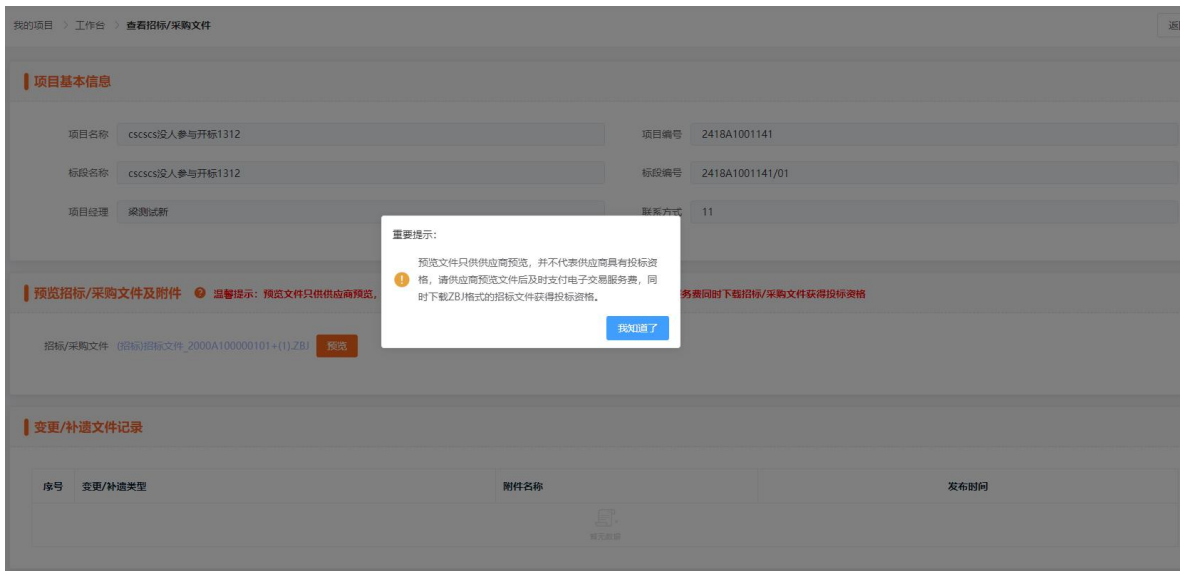 我的项目 > 工作台 > 查看招标/采购文件
项目基本信息
项目名称 cscscs没人参与开标1312 项目编号 2418A1001141
标段名称 cscscs没人参与开标1312 标段编号 2418A1001141/01
项目经理 梁测试新 联系方式 11
重要提示:
预览文件只供供应商预览，并不代表供应商具有投标资
格，请供应商预览文件后及时支付电子交易服务费，同
时下载ZBJ格式的招标文件获得投标资格。
我知道了
预览招标/采购文件及附件 温馨提示：预览文件只供供应商预览， 务费同时下载招标/采购文件获得投标资格
招标/采购文件 (招标)招标文件_2000A100000101+(1).ZBJ 预览
变更/补遗文件记录
序号 变更/补遗类型 附件名称 发布时间
暂无数据